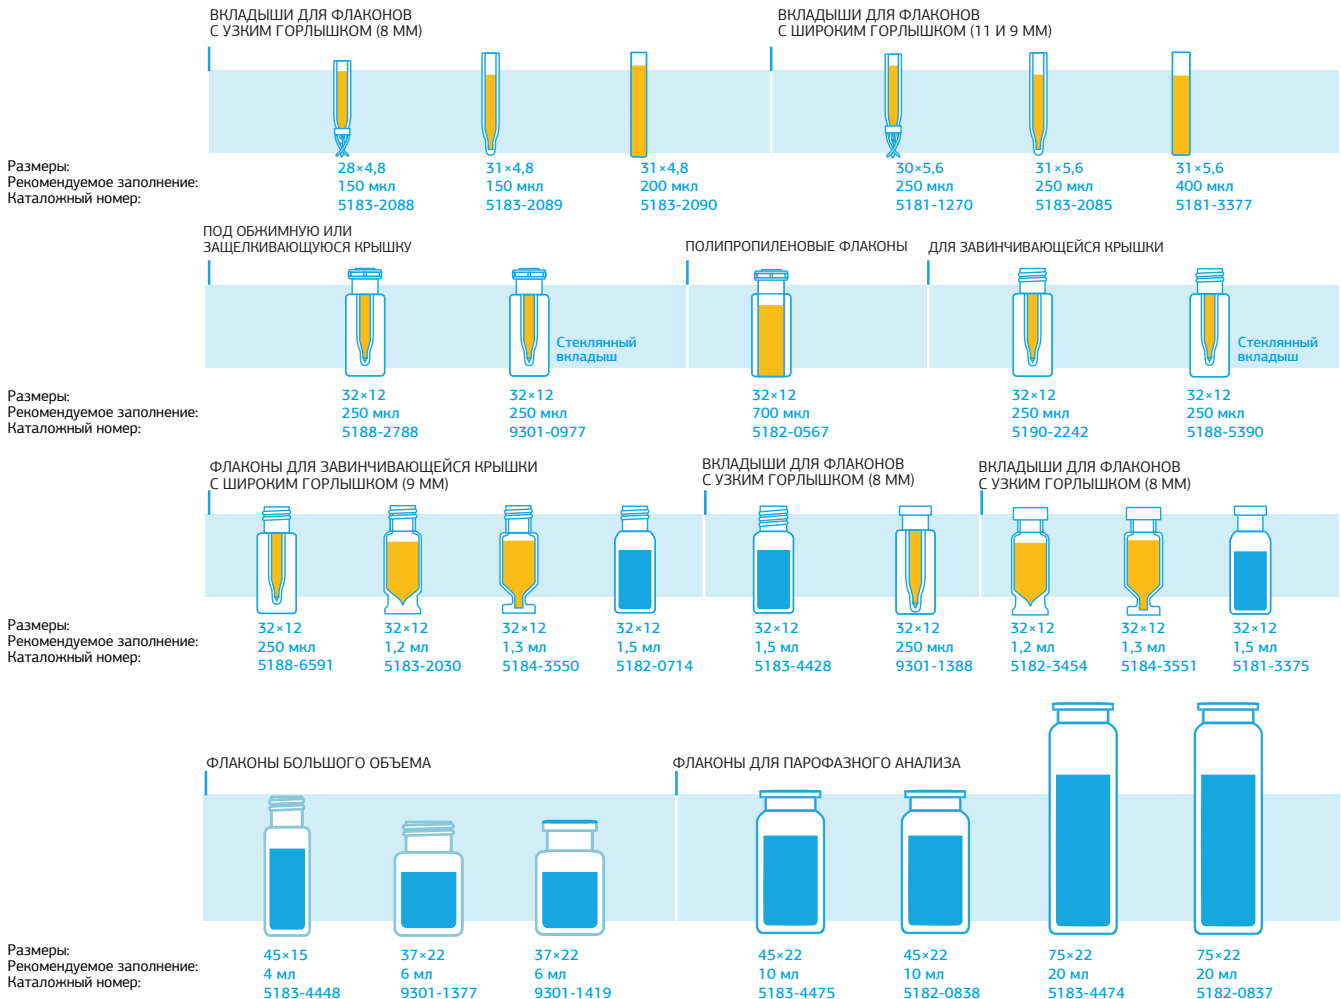 ВКЛАДЫШИ ДЛЯ ФЛАКОНОВ
С УЗКИМ ГОРЛЫШКОМ (8 ММ)
ВКЛАДЫШИ ДЛЯ ФЛАКОНОВ
С ШИРОКИМ ГОРЛЫШКОМ (11 И 9 ММ)
Размеры: 28×4,8 31×4,8 31×4,8 30×5,6 31×5,6 31×5,6
Рекомендуемое заполнение: 150 мкл 150 мкл 200 мкл 250 мкл 250 мкл 400 мкл
Каталожный номер: 5183-2088 5183-2089 5183-2090 5181-1270 5183-2085 5181-3377
ПОД ОБЖИМНУЮ ИЛИ
ЗАЩЕЛКИВАЮЩУЮСЯ КРЫШКУ
ПОЛИПРОПИЛЕНОВЫЕ ФЛАКОНЫ
ДЛЯ ЗАВИНЧИВАЮЩЕЙСЯ КРЫШКИ
Стеклянный
вкладыш
Стеклянный
вкладыш
Размеры: 32×12 32×12 32×12 32×12 32×12
Рекомендуемое заполнение: 250 мкл 250 мкл 700 мкл 250 мкл 250 мкл
Каталожный номер: 5188-2788 9301-0977 5182-0567 5190-2242 5188-5390
ФЛАКОНЫ ДЛЯ ЗАВИНЧИВАЮЩЕЙСЯ КРЫШКИ
С ШИРОКИМ ГОРЛЫШКОМ (9 ММ)
ВКЛАДЫШИ ДЛЯ ФЛАКОНОВ
С УЗКИМ ГОРЛЫШКОМ (8 ММ)
ВКЛАДЫШИ ДЛЯ ФЛАКОНОВ
С УЗКИМ ГОРЛЫШКОМ (8 ММ)
Размеры: 32×12 32×12 32×12 32×12 32×12 32×12 32×12 32×12 32×12
Рекомендуемое заполнение: 250 мкл 1,2 мл 1,3 мл 1,5 мл 1,5 мл 250 мкл 1,2 мл 1,3 мл 1,5 мл
Каталожный номер: 5188-6591 5183-2030 5184-3550 5182-0714 5183-4428 9301-1388 5182-3454 5184-3551 5181-3375
ФЛАКОНЫ БОЛЬШОГО ОБЪЕМА
ФЛАКОНЫ ДЛЯ ПАРОФАЗНОГО АНАЛИЗА
Размеры: 45×15 37×22 37×22 45×22 45×22 75×22 75×22
Рекомендуемое заполнение: 4 мл 6 мл 6 мл 10 мл 10 мл 20 мл 20 мл
Каталожный номер: 5183-4448 9301-1377 9301-1419 5183-4475 5182-0838 5183-4474 5182-0837